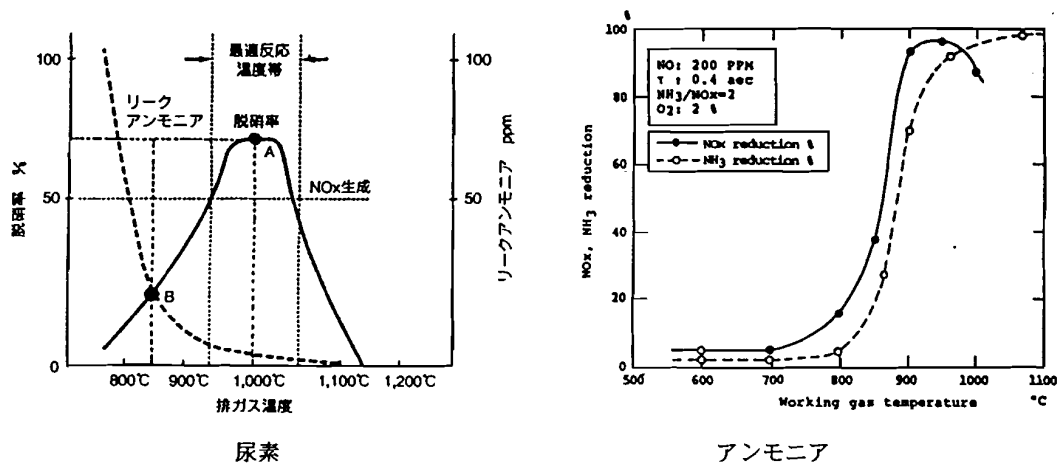 最適反応
温度帯
100
100
リーク
アンモニア
脱硝率
A
NOx生成
50
50
脱硝率 %
リークアンモニア ppm
B
0
0
800℃ 900℃ 1,000℃ 1,100℃ 1,200℃
排ガス温度
尿素
%
100
NO: 200 PPM
τ : 0.4 sec
NH3/NOx=2
O2: 2 %
NOx reduction %
NH3 reduction %
80
60
40
20
0
NOx, NH3 reduction
500 600 700 800 900 1000 1100
Working gas temperature °C
アンモニア